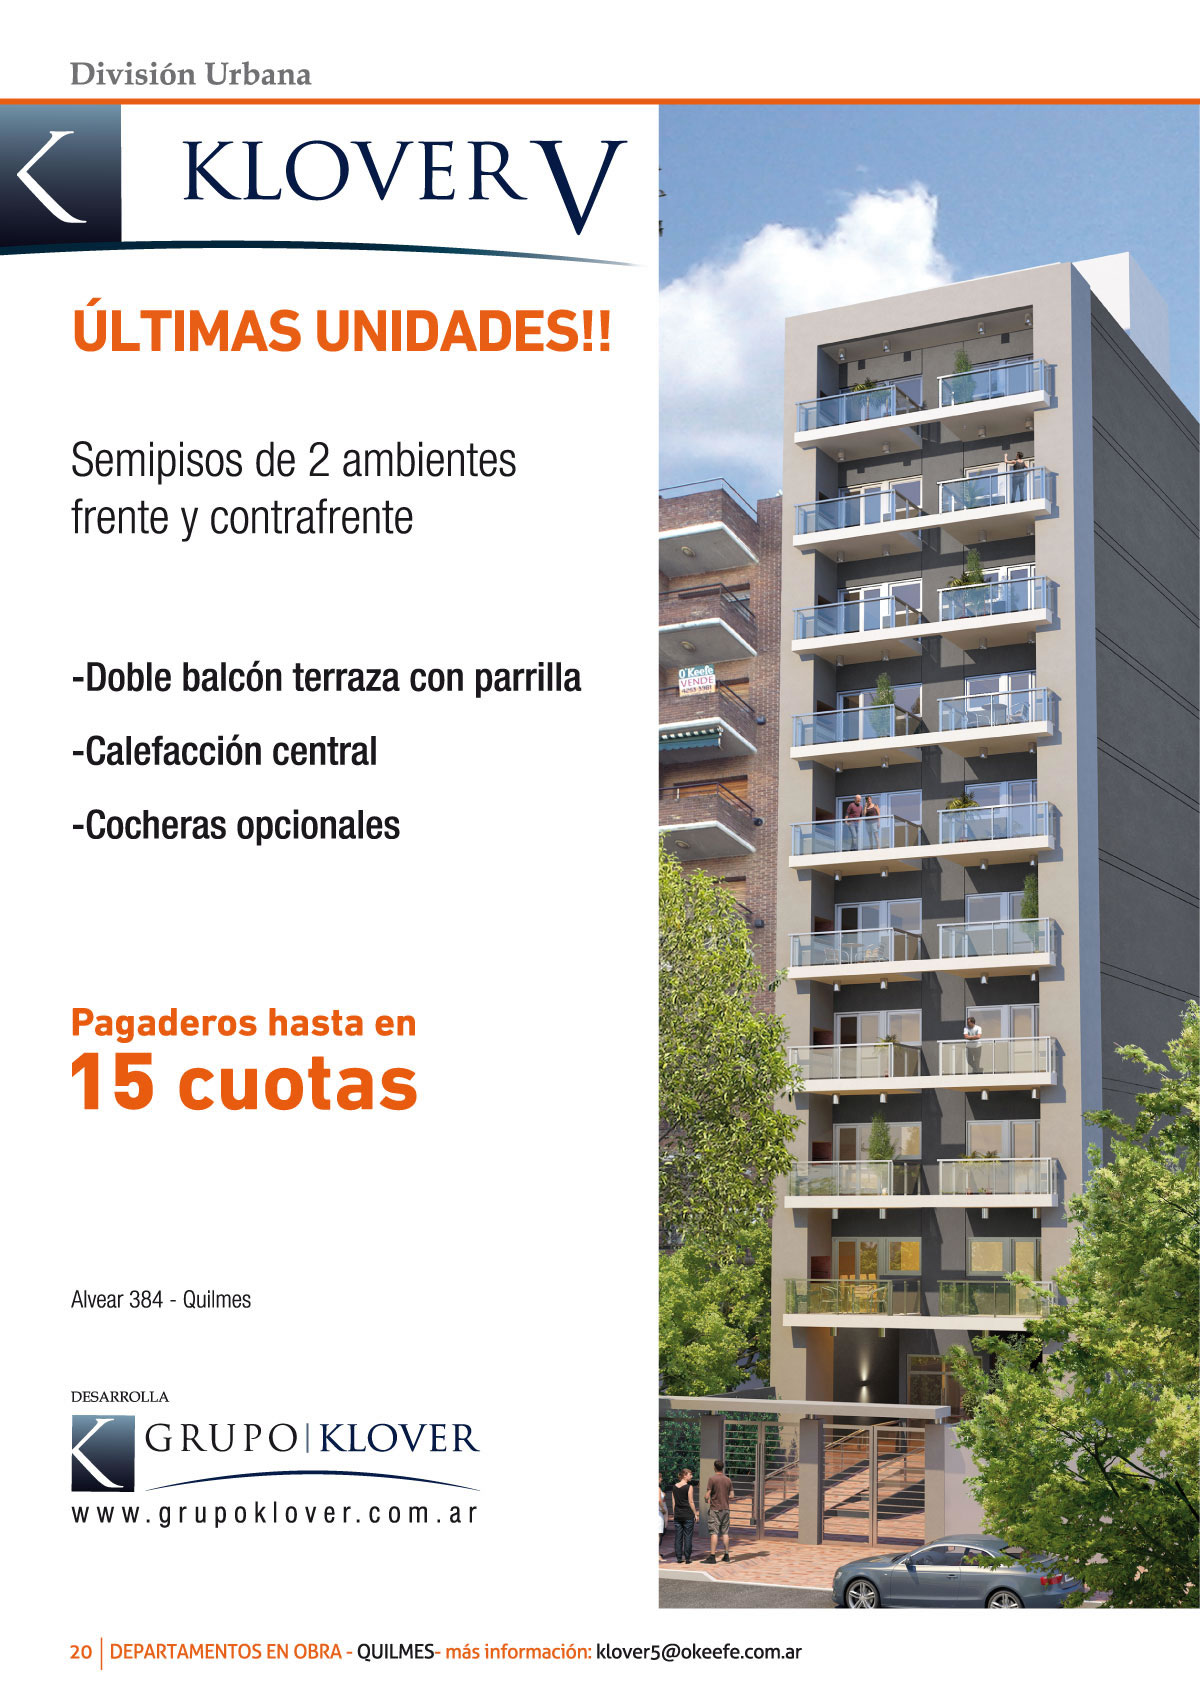 División Urbana
KLOVER V
ÚLTIMAS UNIDADES!!
Semipisos de 2 ambientes
frente y contrafrente
-Doble balcón terraza con parrilla
-Calefacción central
-Cocheras opcionales
Pagaderos hasta en
15 cuotas
Alvear 384 - Quilmes
DESARROLLA
GRUPO|KLOVER
www.grupoklover.com.ar
O'Keefe
VENDE
20 | DEPARTAMENTOS EN OBRA - QUILMES- más información: klover5@okeefe.com.ar